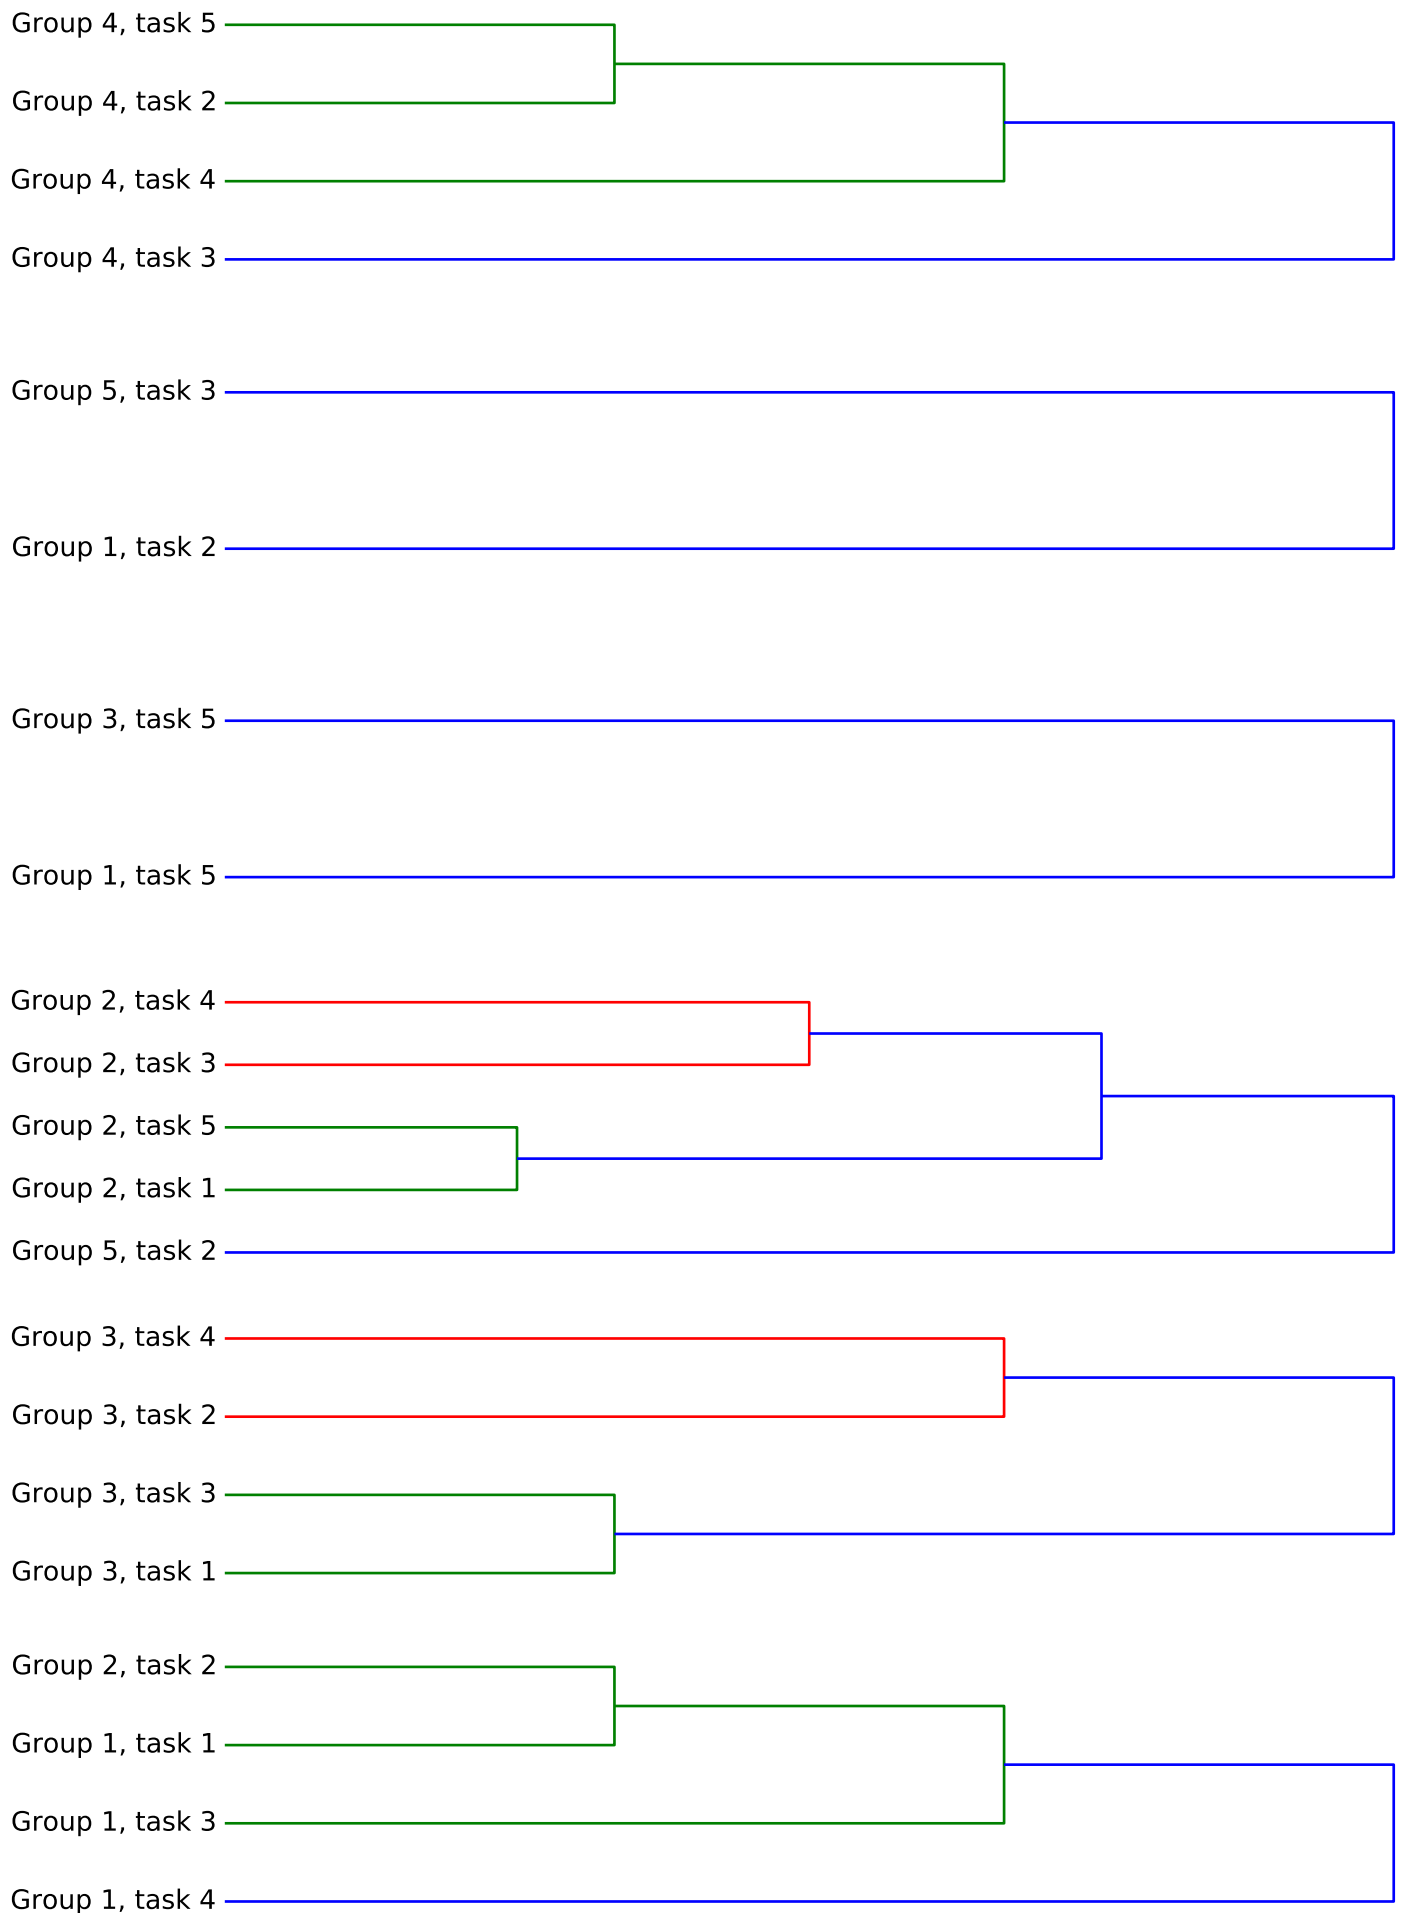 Group 4, task 5
Group 4, task 2
Group 4, task 4
Group 4, task 3
Group 5, task 3
Group 1, task 2
Group 3, task 5
Group 1, task 5
Group 2, task 4
Group 2, task 3
Group 2, task 5
Group 2, task 1
Group 5, task 2
Group 3, task 4
Group 3, task 2
Group 3, task 3
Group 3, task 1
Group 2, task 2
Group 1, task 1
Group 1, task 3
Group 1, task 4